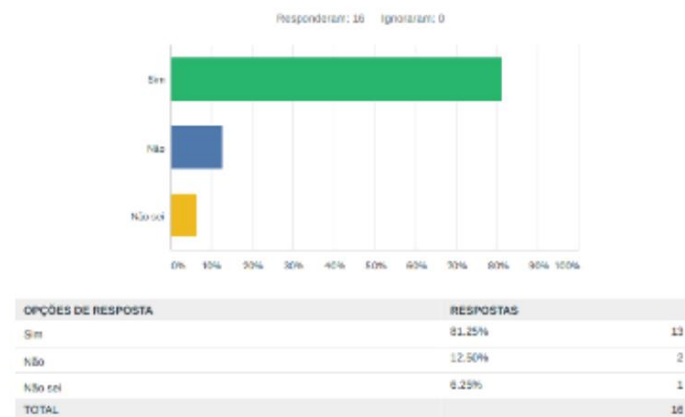 Responderam: 16 Ignoraram: 0
Sim
Não
Não sei
0% 10% 20% 30% 40% 50% 60% 70% 80% 90% 100%
OPÇÕES DE RESPOSTA RESPOSTAS
Sim 81.25% 13
Não 12.50% 2
Não sei 6.25% 1
TOTAL 16